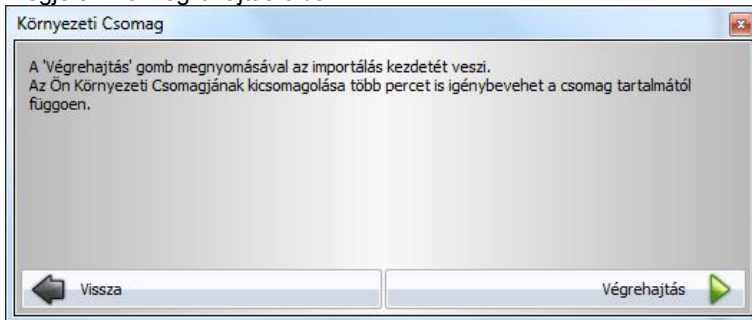 Környezeti Csomag
A 'Végrehajtás' gomb megnyomásával az importálás kezdetét veszi.
Az Ön Környezeti Csomagjának kicsomagolása több percet is igénybevehet a csomag tartalmától
függoen.
Vissza
Végrehajtás